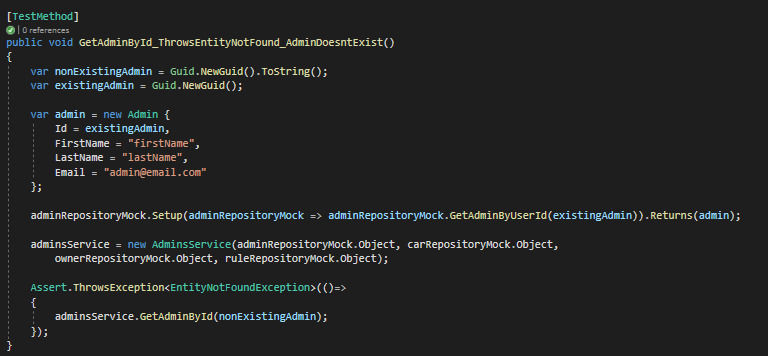 [TestMethod]
| 0 references
public void GetAdminById_ThrowsEntityNotFound_AdminDoesntExist()
{
var nonExistingAdmin = Guid.NewGuid().ToString();
var existingAdmin = Guid.NewGuid();
var admin = new Admin {
Id = existingAdmin,
FirstName = "firstName",
LastName = "lastName",
Email = "admin@email.com"
};
adminRepositoryMock.Setup(adminRepositoryMock => adminRepositoryMock.GetAdminByUserId(existingAdmin)).Returns(admin);
adminsService = new AdminsService(adminRepositoryMock.Object, carRepositoryMock.Object,
ownerRepositoryMock.Object, ruleRepositoryMock.Object);
Assert.ThrowsException<EntityNotFoundException>(()=>
{
adminsService.GetAdminById(nonExistingAdmin);
});
}